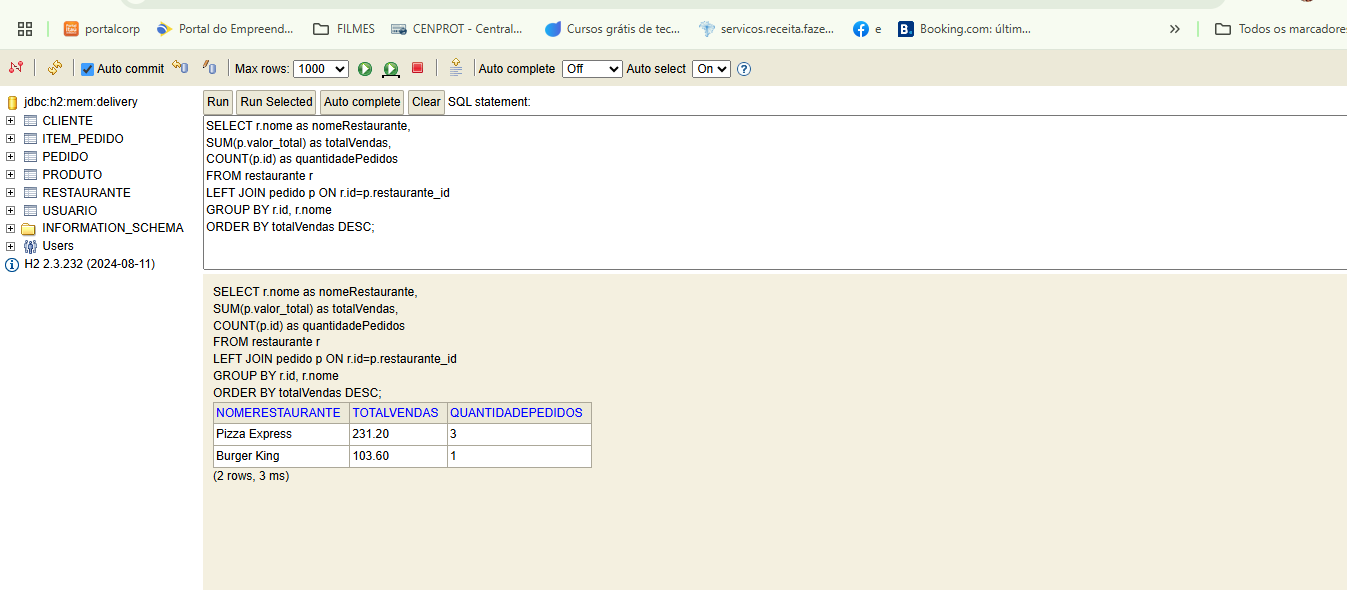 portalcorp Portal do Empreend... FILMES CENPROT - Central... Cursos grátis de tec... servicos.receita.faze... e B. Booking.com: últim... » Todos os marcadores
Auto commit Max rows: 1000 Auto complete Off Auto select On ?
jdbc:h2:mem:delivery
CLIENTE
ITEM_PEDIDO
PEDIDO
PRODUTO
RESTAURANTE
USUARIO
INFORMATION_SCHEMA
Users
H2 2.3.232 (2024-08-11)
Run Run Selected Auto complete Clear SQL statement:
SELECT r.nome as nomeRestaurante,
SUM(p.valor_total) as totalVendas,
COUNT(p.id) as quantidadePedidos
FROM restaurante r
LEFT JOIN pedido p ON r.id=p.restaurante_id
GROUP BY r.id, r.nome
ORDER BY totalVendas DESC;
SELECT r.nome as nomeRestaurante,
SUM(p.valor_total) as totalVendas,
COUNT(p.id) as quantidadePedidos
FROM restaurante r
LEFT JOIN pedido p ON r.id=p.restaurante_id
GROUP BY r.id, r.nome
ORDER BY totalVendas DESC;
NOMERESTAURANTE TOTALVENDAS QUANTIDADEPEDIDOS
Pizza Express 231.20 3
Burger King 103.60 1
(2 rows, 3 ms)